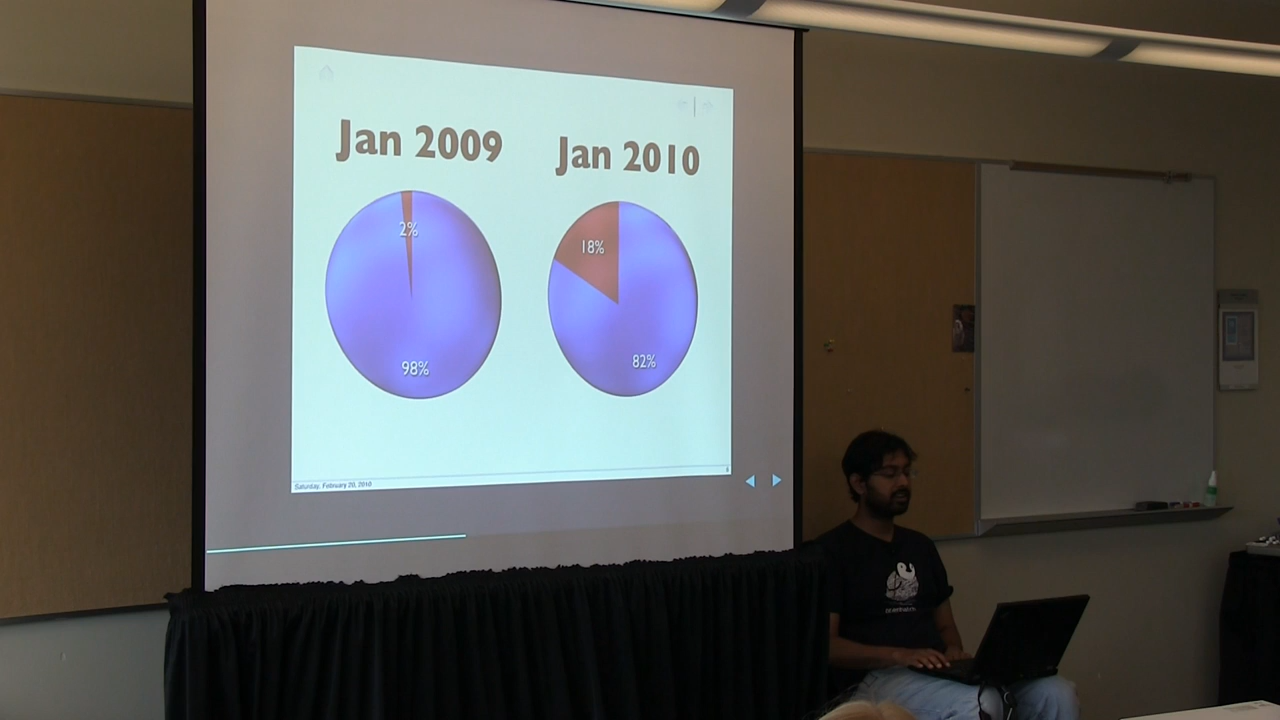 Jan 2009
Jan 2010
2%
98%
18%
82%
Saturday, February 20, 2010